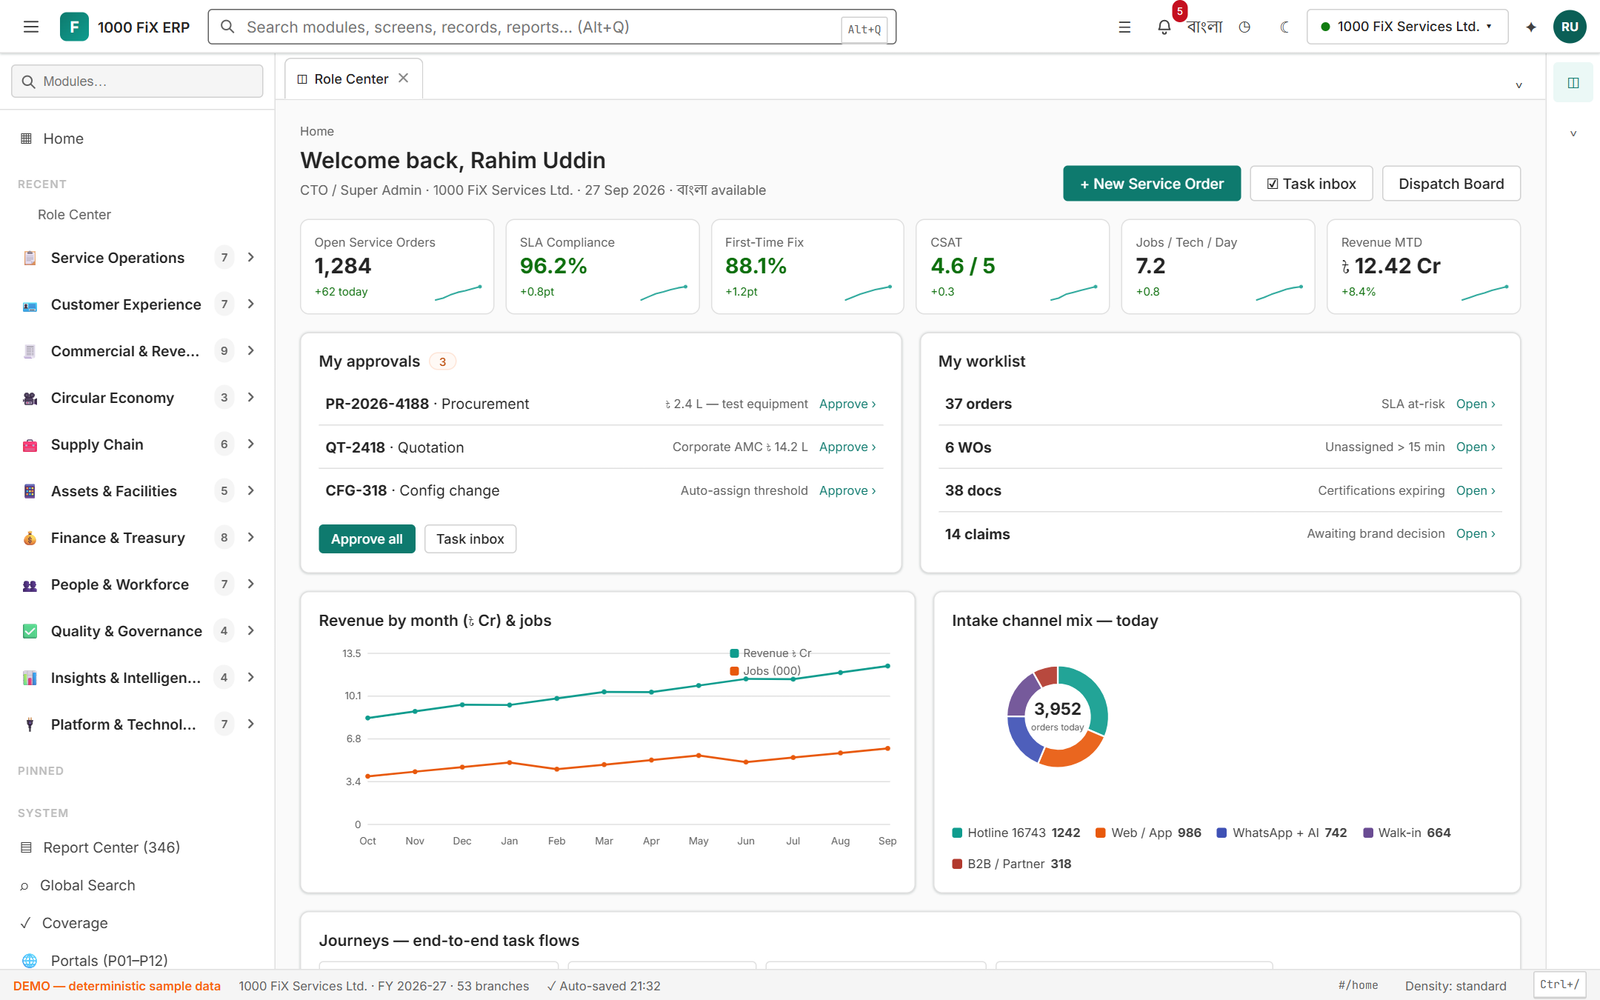 F 1000 FiX ERP
Search modules, screens, records, reports... (Alt+Q)
Alt+Q
5
বাংলা
1000 FiX Services Ltd.
RU
Modules...
Home
RECENT
Role Center
Service Operations 7
Customer Experience 7
Commercial & Reve... 9
Circular Economy 3
Supply Chain 6
Assets & Facilities 5
Finance & Treasury 8
People & Workforce 7
Quality & Governance 4
Insights & Intelligen... 4
Platform & Technol... 7
PINNED
SYSTEM
Report Center (346)
Global Search
Coverage
Portals (P01–P12)
Role Center
Home
Welcome back, Rahim Uddin
CTO / Super Admin · 1000 FiX Services Ltd. · 27 Sep 2026 · বাংলা available
+ New Service Order
Task inbox
Dispatch Board
Open Service Orders
1,284
+62 today
SLA Compliance
96.2%
+0.8pt
First-Time Fix
88.1%
+1.2pt
CSAT
4.6 / 5
+0.3
Jobs / Tech / Day
7.2
+0.8
Revenue MTD
৳ 12.42 Cr
+8.4%
My approvals 3
PR-2026-4188 · Procurement ৳ 2.4 L — test equipment Approve ›
QT-2418 · Quotation Corporate AMC ৳ 14.2 L Approve ›
CFG-318 · Config change Auto-assign threshold Approve ›
Approve all
Task inbox
My worklist
37 orders SLA at-risk Open ›
6 WOs Unassigned > 15 min Open ›
38 docs Certifications expiring Open ›
14 claims Awaiting brand decision Open ›
Revenue by month (৳ Cr) & jobs
Revenue ৳ Cr
Jobs (000)
13.5
10.1
6.8
3.4
0
Oct Nov Dec Jan Feb Mar Apr May Jun Jul Aug Sep
Intake channel mix — today
3,952
orders today
Hotline 16743 1242 Web / App 986 WhatsApp + AI 742 Walk-in 664
B2B / Partner 318
Journeys — end-to-end task flows
DEMO — deterministic sample data 1000 FiX Services Ltd. · FY 2026-27 · 53 branches ✓ Auto-saved 21:32 #/home Density: standard Ctrl+/